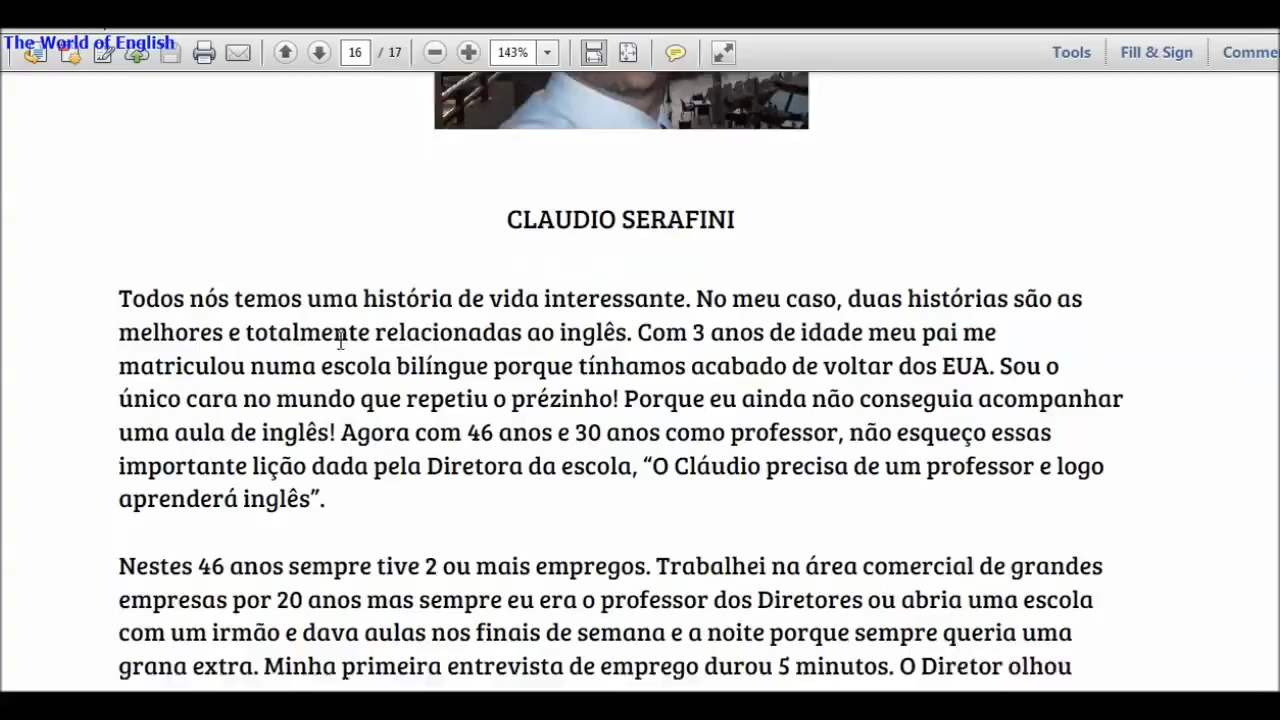 The World of English
16 / 17
143%
Tools
Fill & Sign
Comme
CLAUDIO SERAFINI
Todos nós temos uma história de vida interessante. No meu caso, duas histórias são as
melhores e totalmente relacionadas ao inglês. Com 3 anos de idade meu pai me
matriculou numa escola bilíngue porque tínhamos acabado de voltar dos EUA. Sou o
único cara no mundo que repetiu o prézinho! Porque eu ainda não conseguia acompanhar
uma aula de inglês! Agora com 46 anos e 30 anos como professor, não esqueço essas
importante lição dada pela Diretora da escola, “O Cláudio precisa de um professor e logo
aprenderá inglês”.
Nestes 46 anos sempre tive 2 ou mais empregos. Trabalhei na área comercial de grandes
empresas por 20 anos mas sempre eu era o professor dos Diretores ou abria uma escola
com um irmão e dava aulas nos finais de semana e a noite porque sempre queria uma
grana extra. Minha primeira entrevista de emprego durou 5 minutos. O Diretor olhou